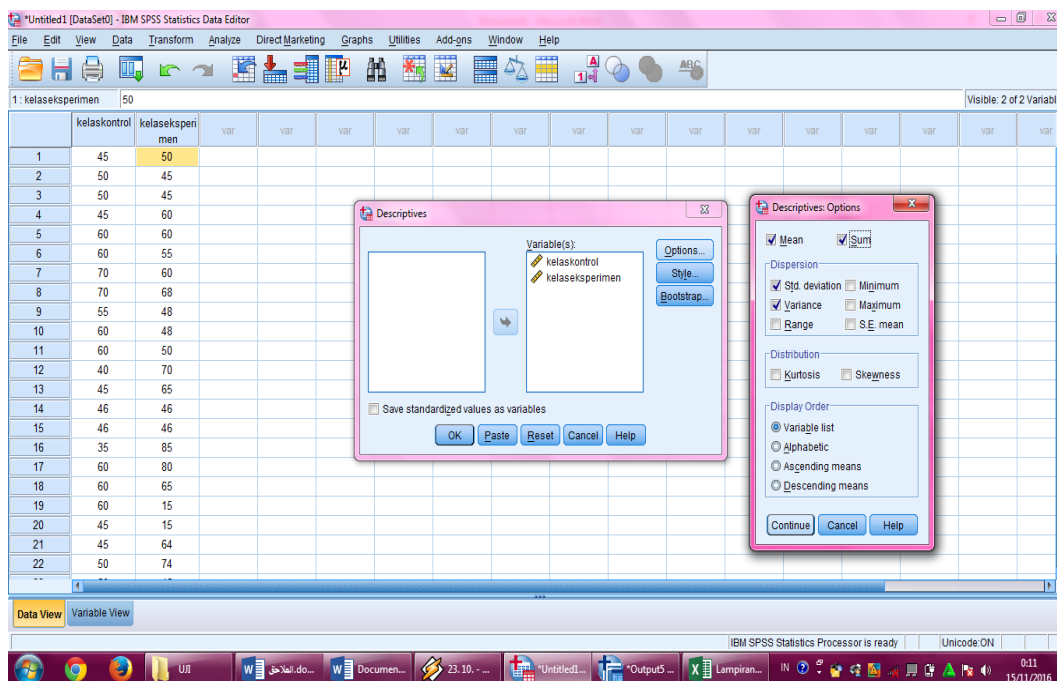 *Untitled1 [DataSet0] - IBM SPSS Statistics Data Editor
File Edit View Data Transform Analyze Direct Marketing Graphs Utilities Add-ons Window Help
1 : kelaseksperimen 50 Visible: 2 of 2 Variabl
kelaskontrol kelaseksperi
men var var var var var var var var var var var var var var var
1 45 50
2 50 45
3 50 45
4 45 60
5 60 60
6 60 55
7 70 60
8 70 68
9 55 48
10 60 48
11 60 50
12 40 70
13 45 65
14 46 46
15 46 46
16 35 85
17 60 80
18 60 65
19 60 15
20 45 15
21 45 64
22 50 74
Descriptives
Variable(s):
kelaskontrol
kelaseksperimen
Options...
Style...
Bootstrap...
Save standardized values as variables
OK Paste Reset Cancel Help
Descriptives: Options
Mean Sum
Dispersion
Std. deviation Minimum
Variance Maximum
Range S.E. mean
Distribution
Kurtosis Skewness
Display Order
Variable list
Alphabetic
Ascending means
Descending means
Continue Cancel Help
Data View Variable View
IBM SPSS Statistics Processor is ready Unicode:ON
UJI الملاحق.do... Documen... 23. 10. - ... *Untitled1... *Output5 ... Lampiran... IN 0:11
15/11/2016